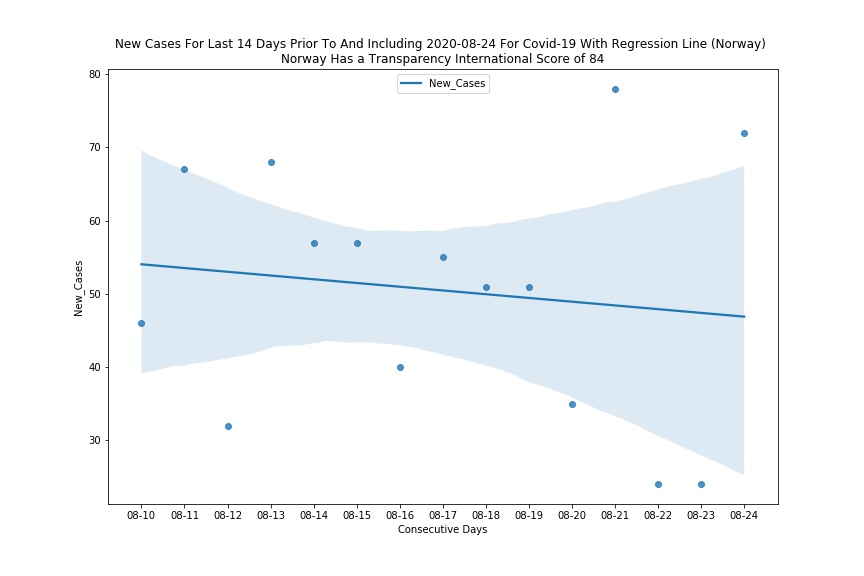 New Cases For Last 14 Days Prior To And Including 2020-08-24 For Covid-19 With Regression Line (Norway)
Norway Has a Transparency International Score of 84
New_Cases
80
70
60
50
40
30
New_Cases
08-10 08-11 08-12 08-13 08-14 08-15 08-16 08-17 08-18 08-19 08-20 08-21 08-22 08-23 08-24
Consecutive Days